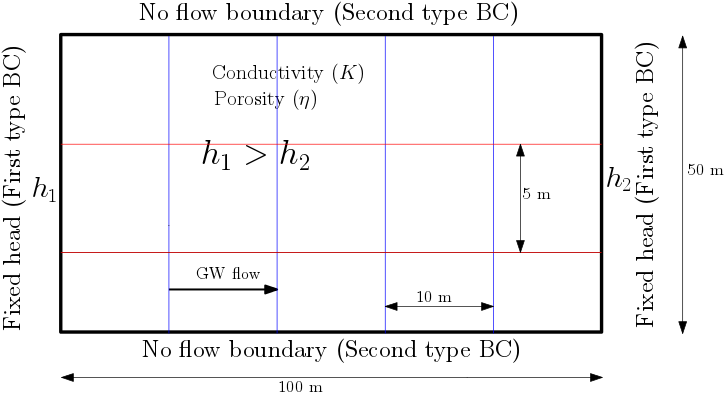 No flow boundary (Second type BC)
Fixed head (First type BC)
h₁
Conductivity (K)
Porosity (η)
h₁ > h₂
5 m
GW flow
10 m
h₂
Fixed head (First type BC)
50 m
No flow boundary (Second type BC)
100 m